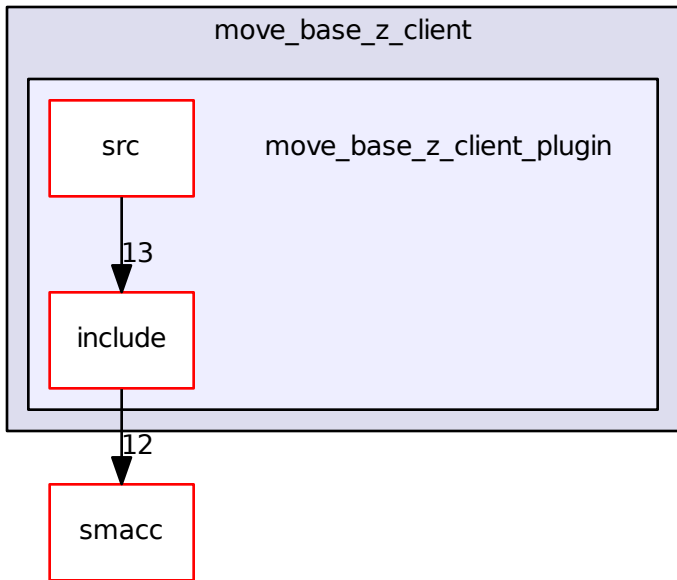 move_base_z_client
src
move_base_z_client_plugin
13
include
12
smacc